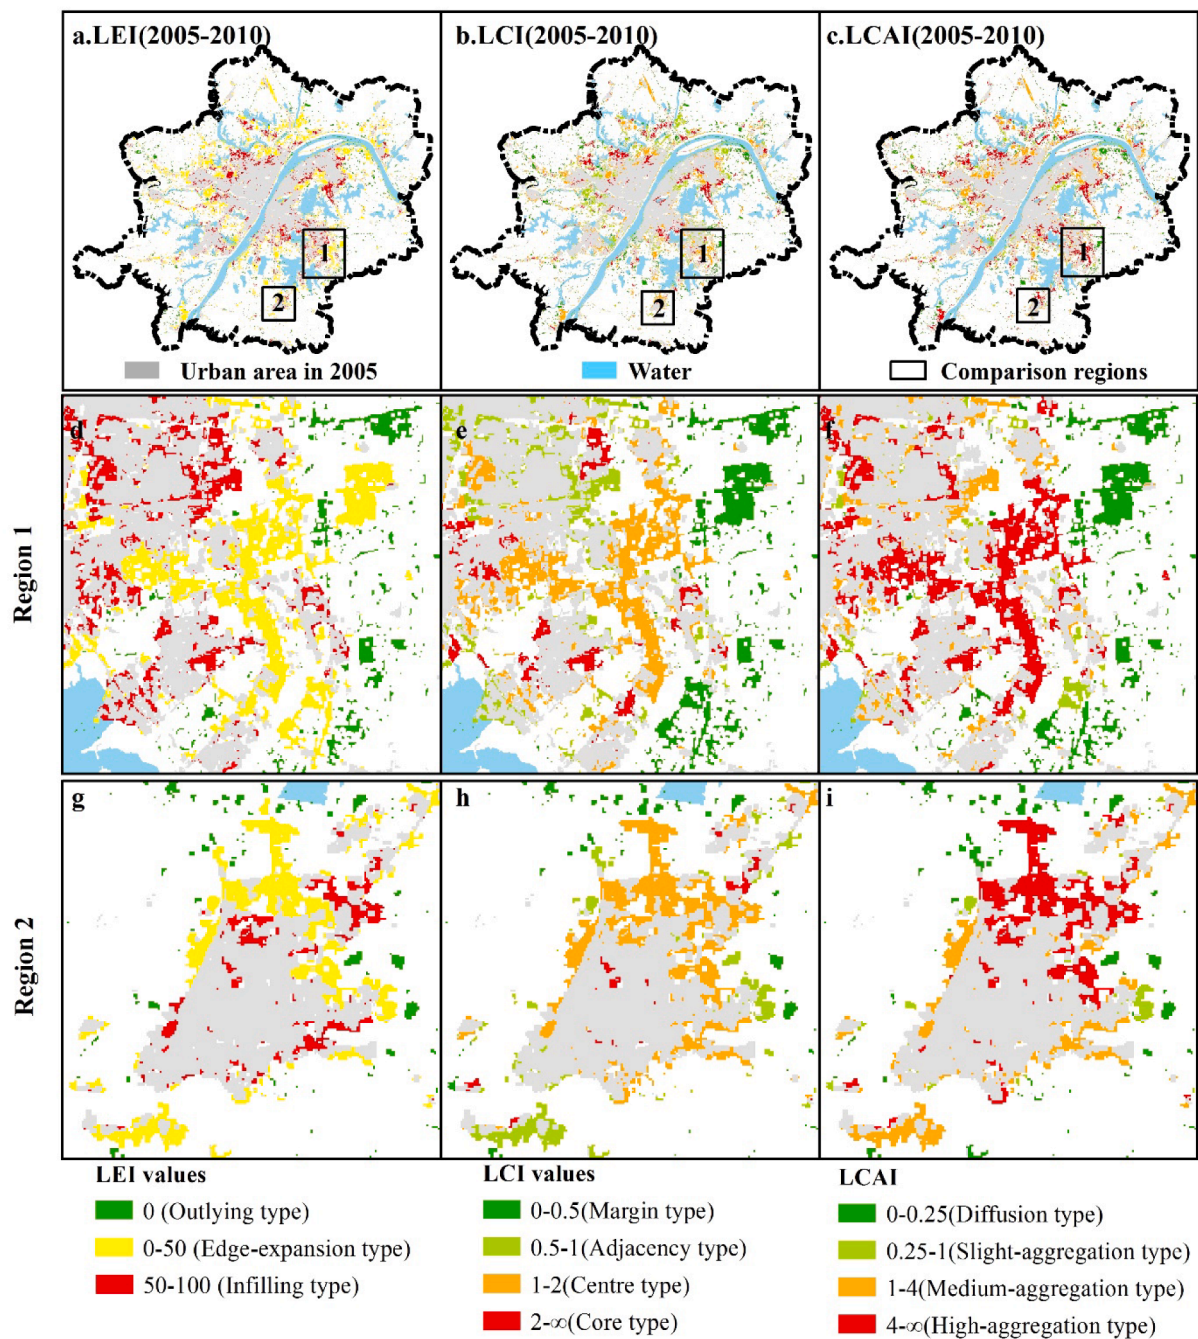 a.LEI(2005-2010)
b.LCI(2005-2010)
c.LCAI(2005-2010)
1
2
1
2
1
2
Urban area in 2005
Water
Comparison regions
Region 1
d
e
f
Region 2
g
h
i
LEI values
0 (Outlying type)
0-50 (Edge-expansion type)
50-100 (Infilling type)
LCI values
0-0.5(Margin type)
0.5-1(Adjacency type)
1-2(Centre type)
2-∞(Core type)
LCAI
0-0.25(Diffusion type)
0.25-1(Slight-aggregation type)
1-4(Medium-aggregation type)
4-∞(High-aggregation type)